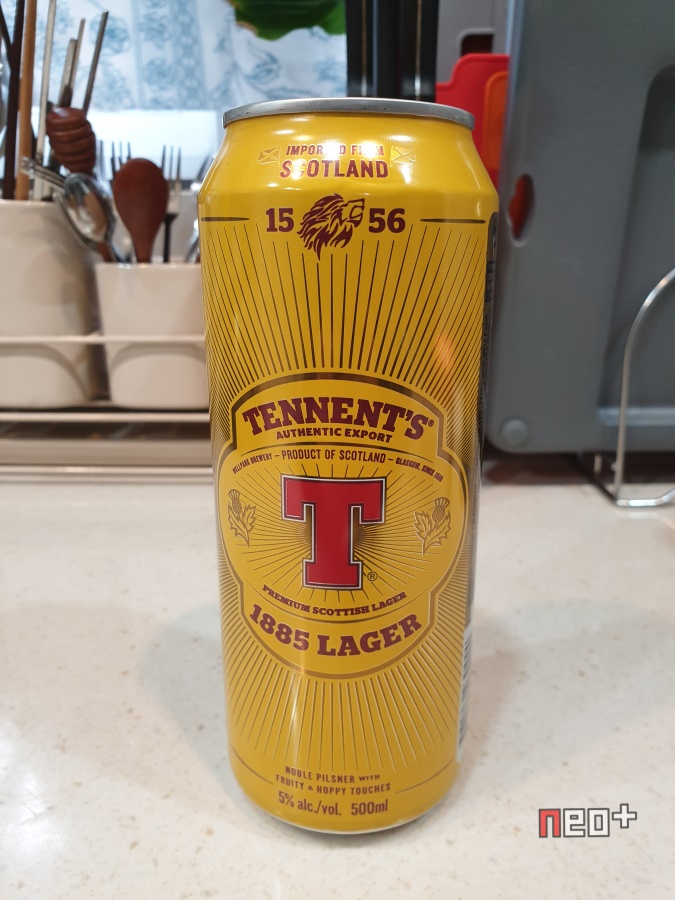 IMPORTED FROM
SCOTLAND
15 56
TENNENT'S®
AUTHENTIC EXPORT
WELLPARK BREWERY – PRODUCT OF SCOTLAND – GLASGOW, SINCE 1556
T®
PREMIUM SCOTTISH LAGER
1885 LAGER
NOBLE PILSNER WITH
FRUITY & HOPPY TOUCHES
5% alc./vol. 500ml
neo+